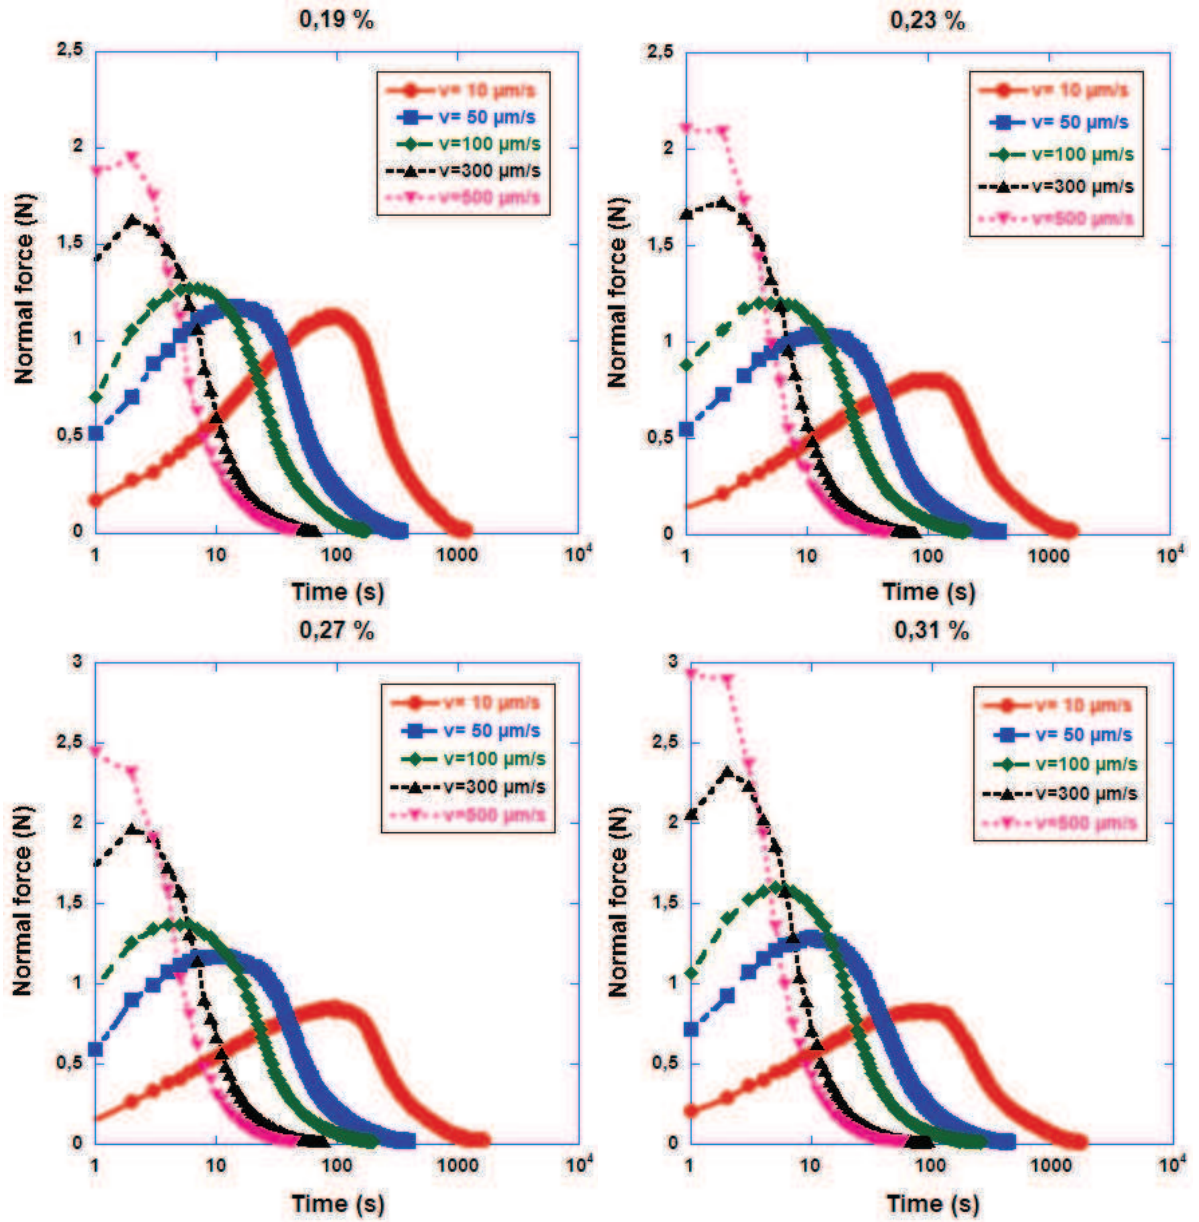 0,19 %
2,5
2
1,5
1
0,5
0
1
10
100
1000
10⁴
Normal force (N)
Time (s)
v= 10 µm/s
v= 50 µm/s
v=100 µm/s
v=300 µm/s
v=500 µm/s
0,23 %
2,5
2
1,5
1
0,5
0
1
10
100
1000
10⁴
Normal force (N)
Time (s)
v= 10 µm/s
v= 50 µm/s
v=100 µm/s
v=300 µm/s
v=500 µm/s
0,27 %
3
2,5
2
1,5
1
0,5
0
1
10
100
1000
10⁴
Normal force (N)
Time (s)
v= 10 µm/s
v= 50 µm/s
v=100 µm/s
v=300 µm/s
v=500 µm/s
0,31 %
3
2,5
2
1,5
1
0,5
0
1
10
100
1000
10⁴
Normal force (N)
Time (s)
v= 10 µm/s
v= 50 µm/s
v=100 µm/s
v=300 µm/s
v=500 µm/s